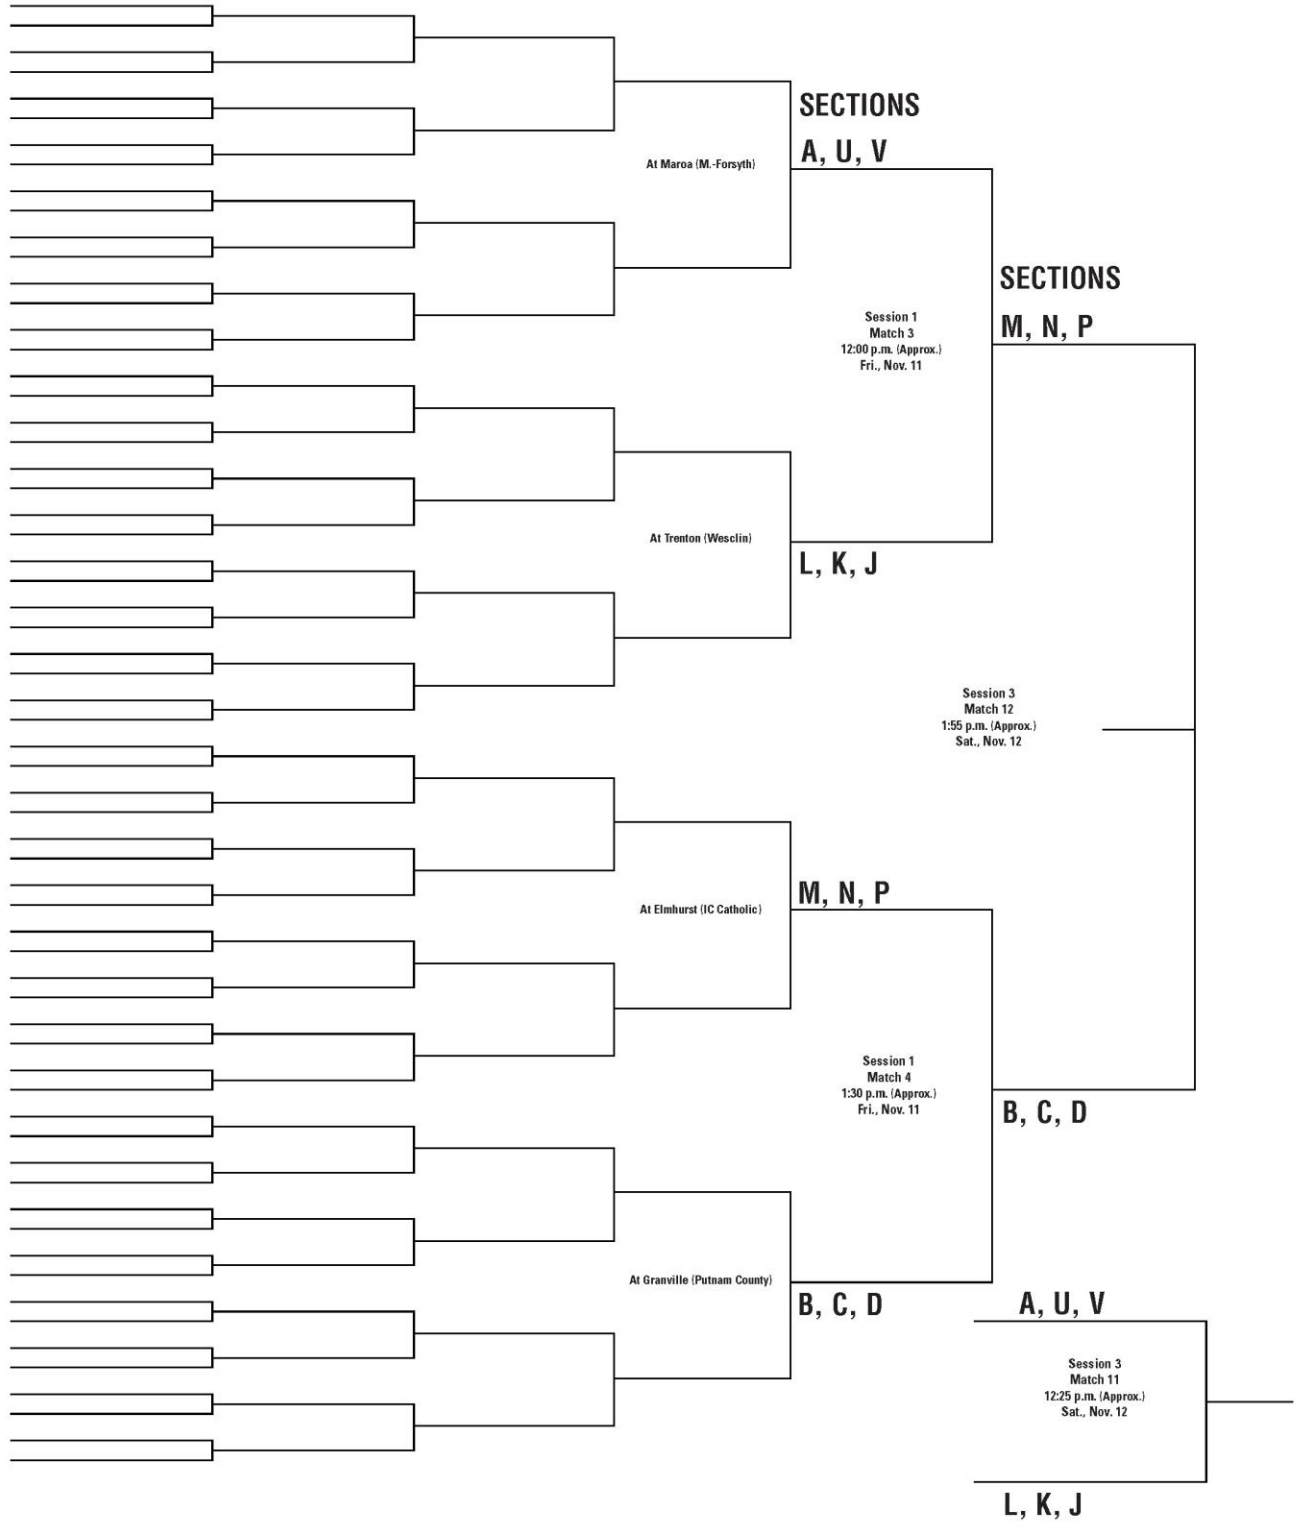 SECTIONS
A, U, V
At Maroa (M.-Forsyth)
SECTIONS
Session 1
Match 3
12:00 p.m. (Approx.)
Fri., Nov. 11
M, N, P
At Trenton (Wesclin)
L, K, J
Session 3
Match 12
1:55 p.m. (Approx.)
Sat., Nov. 12
M, N, P
At Elmhurst (IC Catholic)
Session 1
Match 4
1:30 p.m. (Approx.)
Fri., Nov. 11
B, C, D
At Granville (Putnam County)
B, C, D
A, U, V
Session 3
Match 11
12:25 p.m. (Approx.)
Sat., Nov. 12
L, K, J